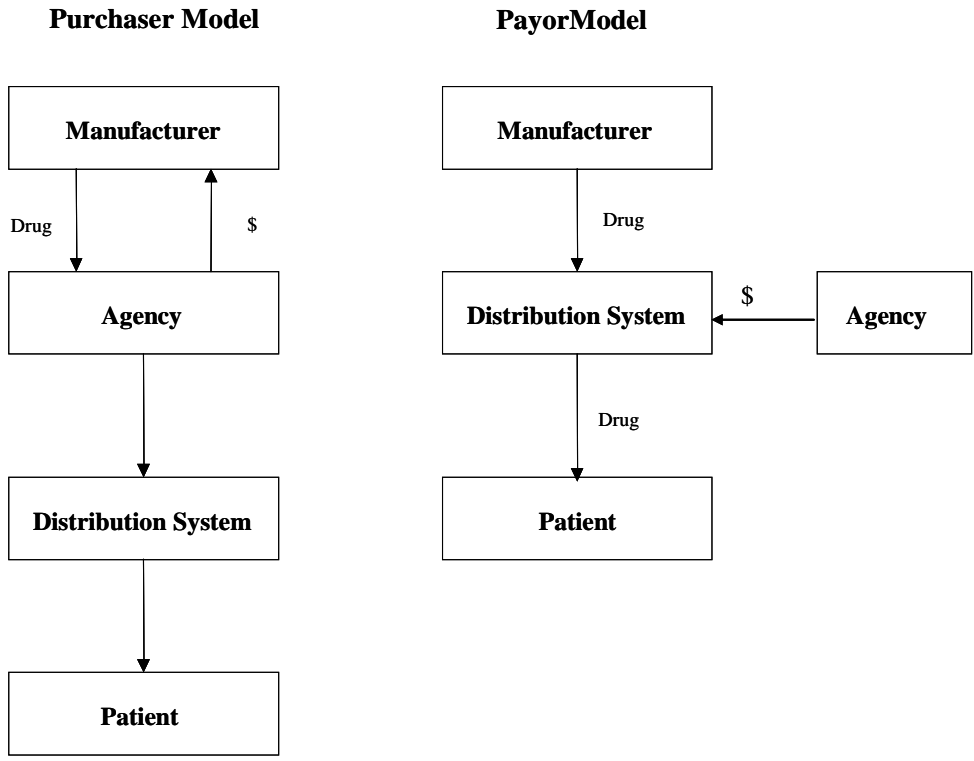 Purchaser Model
Manufacturer
Drug
$
Agency
Distribution System
Patient
PayorModel
Manufacturer
Drug
Distribution System
$
Agency
Drug
Patient